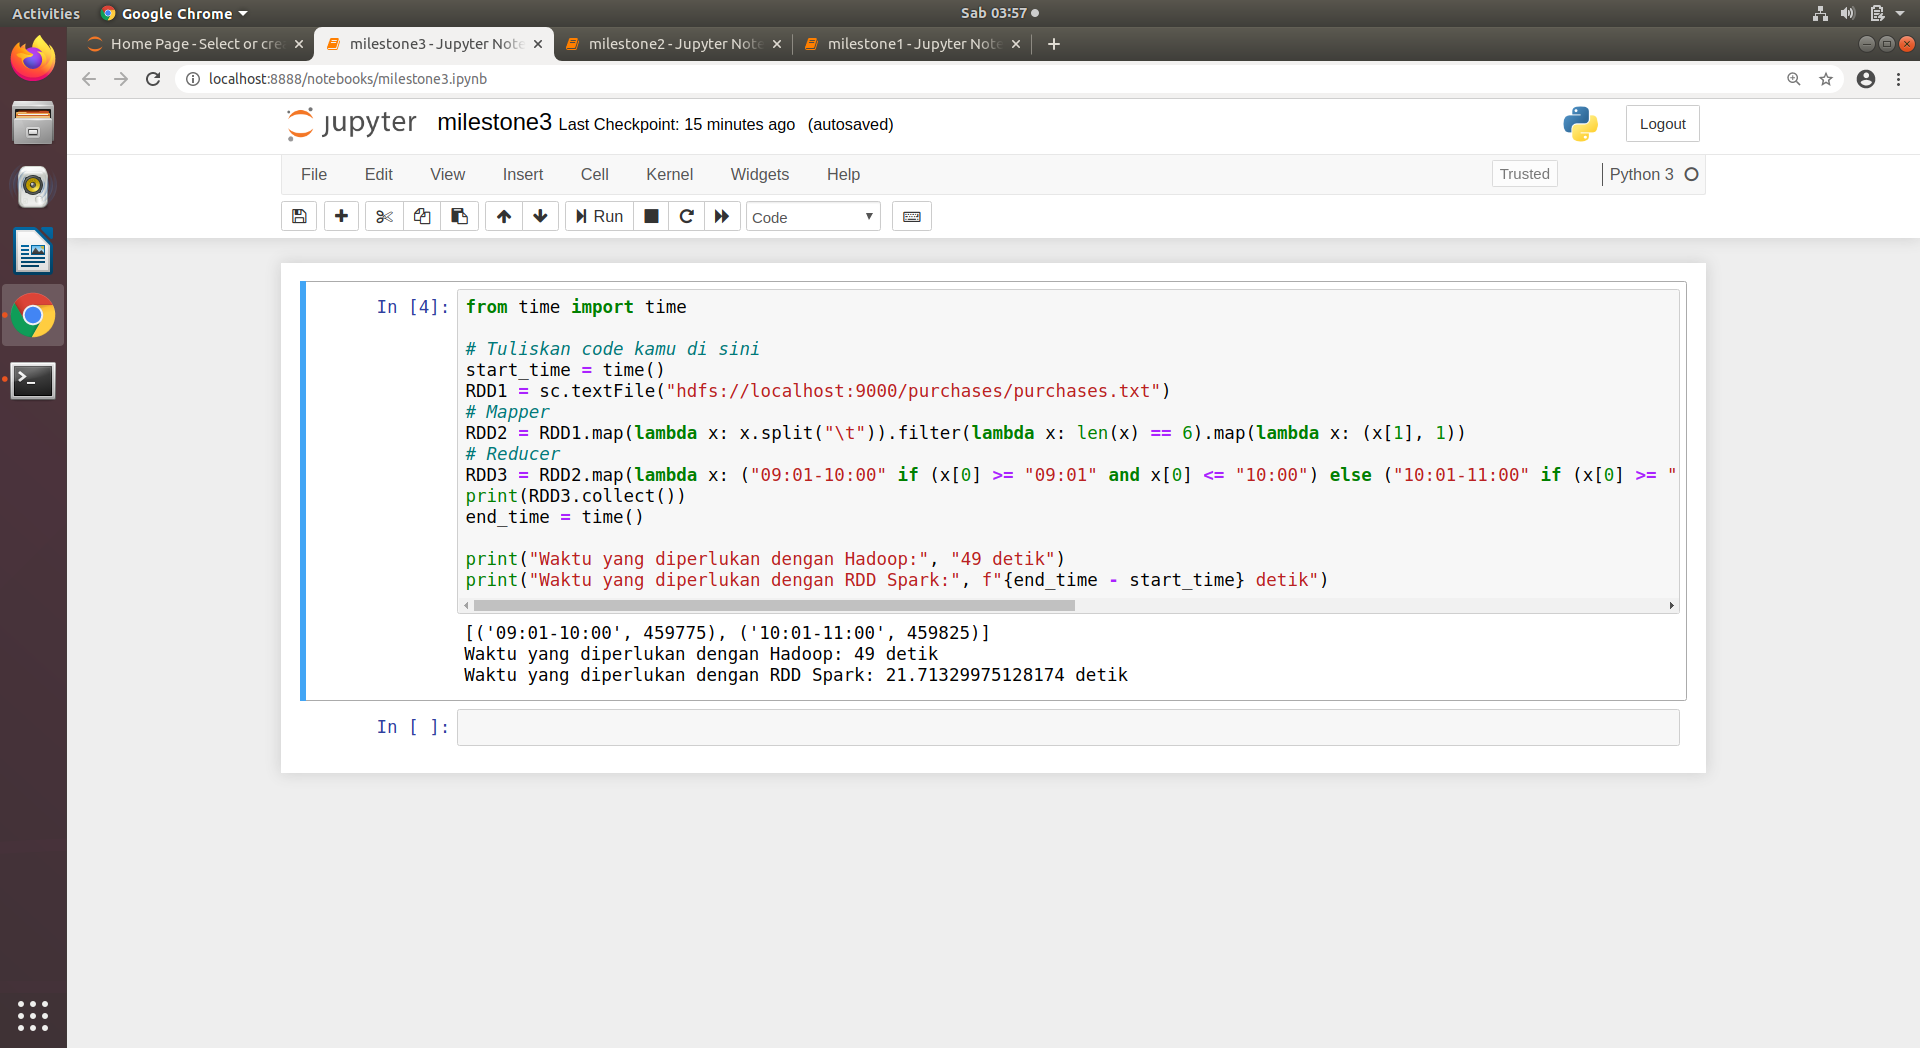 Activities
Google Chrome
Sab 03:57
Home Page - Select or cre
milestone3 - Jupyter Note
milestone2 - Jupyter Note
milestone1 - Jupyter Note
localhost:8888/notebooks/milestone3.ipynb
jupyter
milestone3 Last Checkpoint: 15 minutes ago (autosaved)
Logout
File Edit View Insert Cell Kernel Widgets Help
Trusted
Python 3
Run
Code
In [4]:
from time import time
# Tuliskan code kamu di sini
start_time = time()
RDD1 = sc.textFile("hdfs://localhost:9000/purchases/purchases.txt")
# Mapper
RDD2 = RDD1.map(lambda x: x.split("\t")).filter(lambda x: len(x) == 6).map(lambda x: (x[1], 1))
# Reducer
RDD3 = RDD2.map(lambda x: ("09:01-10:00" if (x[0] >= "09:01" and x[0] <= "10:00") else ("10:01-11:00" if (x[0] >= "
print(RDD3.collect())
end_time = time()
print("Waktu yang diperlukan dengan Hadoop:", "49 detik")
print("Waktu yang diperlukan dengan RDD Spark:", f"{end_time - start_time} detik")
[('09:01-10:00', 459775), ('10:01-11:00', 459825)]
Waktu yang diperlukan dengan Hadoop: 49 detik
Waktu yang diperlukan dengan RDD Spark: 21.71329975128174 detik
In [ ]: